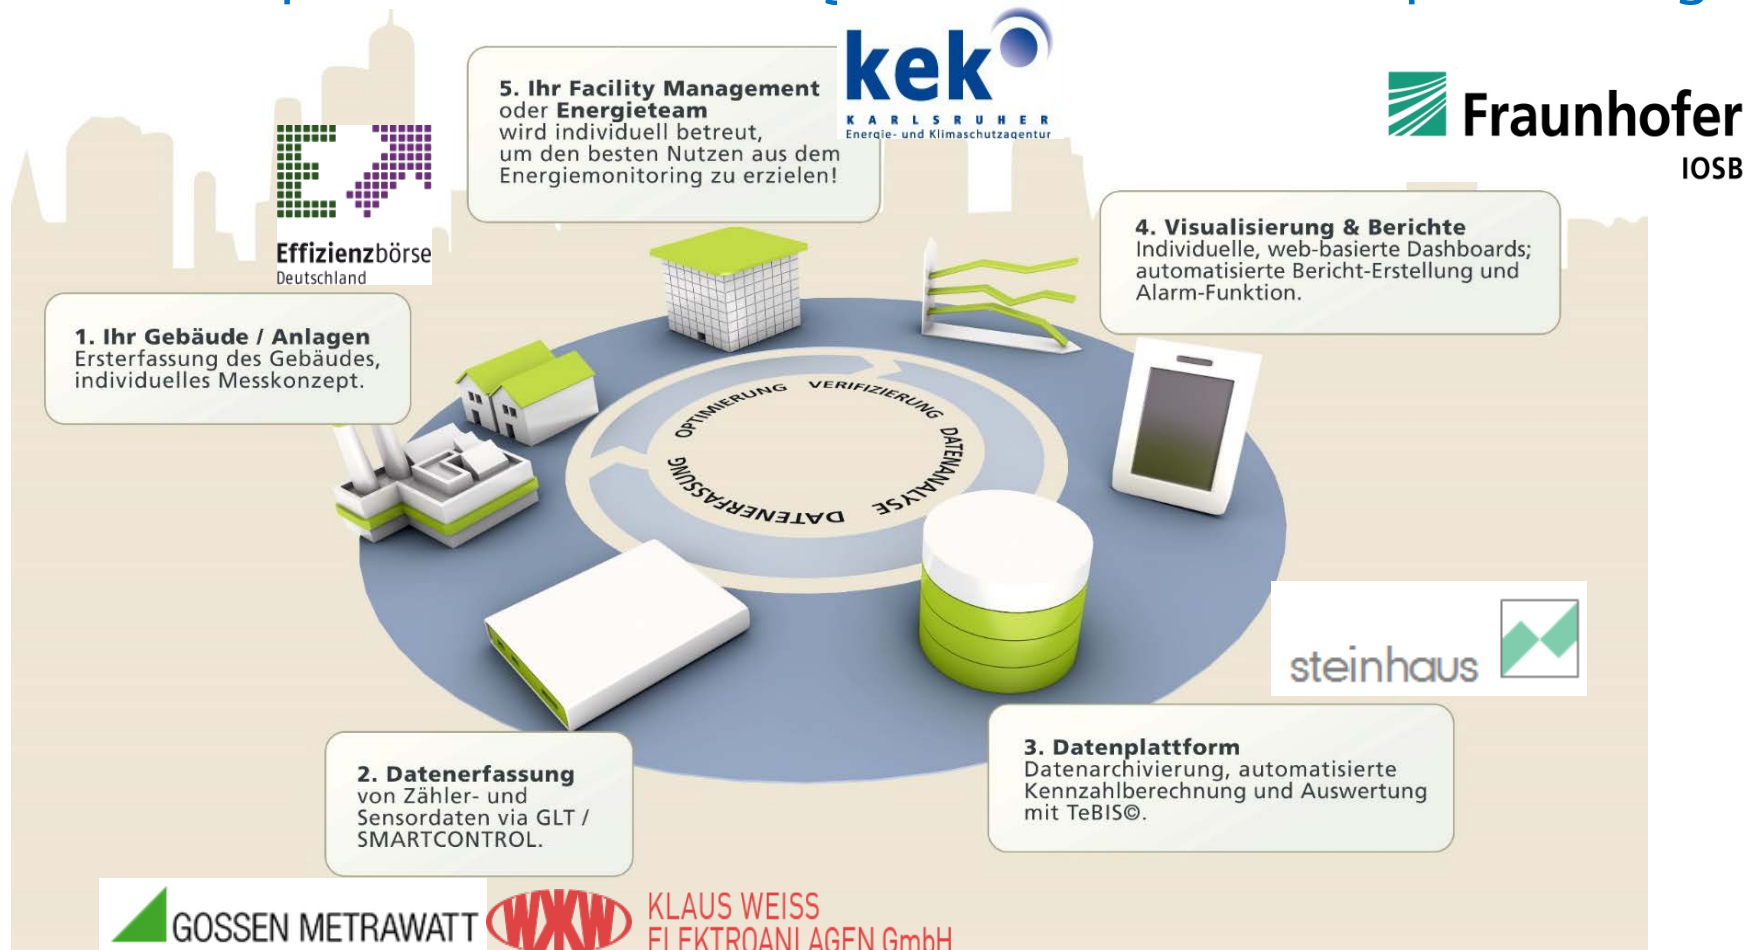 5. Ihr Facility Management
oder Energieteam
wird individuell betreut,
um den besten Nutzen aus dem
Energiemonitoring zu erzielen!
kek
KARLSRUHER
Energie- und Klimaschutzagentur
Fraunhofer
IOSB
Effizienzbörse
Deutschland
4. Visualisierung & Berichte
Individuelle, web-basierte Dashboards;
automatisierte Bericht-Erstellung und
Alarm-Funktion.
1. Ihr Gebäude / Anlagen
Ersterfassung des Gebäudes,
individuelles Messkonzept.
OPTIMIERUNG
VERIFIZIERUNG
DATENANALYSE
DATENERFASSUNG
steinhaus
2. Datenerfassung
von Zähler- und
Sensordaten via GLT /
SMARTCONTROL.
3. Datenplattform
Datenarchivierung, automatisierte
Kennzahlberechnung und Auswertung
mit TeBIS©.
GOSSEN METRAWATT
WXW
KLAUS WEISS
ELEKTROANLAGEN GmbH